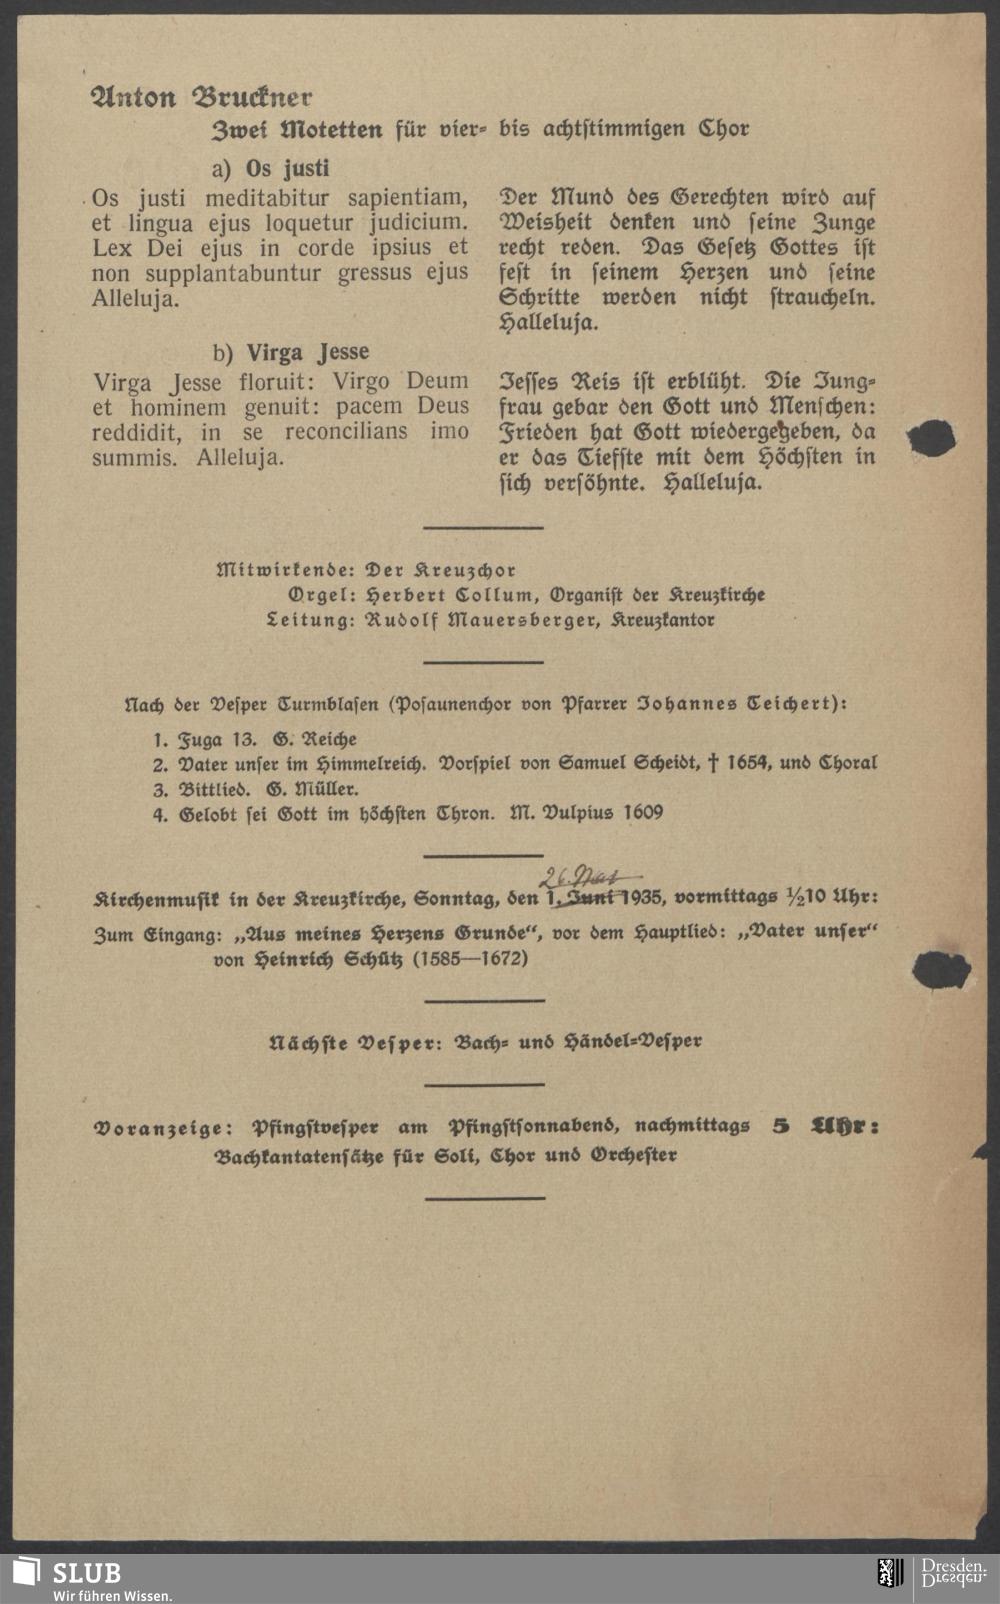 Anton Bruckner
Zwei Motetten für vier- bis achtstimmigen Chor
a) Os justi
Os justi meditabitur sapientiam,
et lingua ejus loquetur judicium.
Lex Dei ejus in corde ipsius et
non supplantabuntur gressus ejus
Alleluja.
Der Mund des Gerechten wird auf
Weisheit denken und seine Zunge
recht reden. Das Gesetz Gottes ist
fest in seinem Herzen und seine
Schritte werden nicht straucheln.
Halleluja.
b) Virga Jesse
Virga Jesse floruit: Virgo Deum
et hominem genuit: pacem Deus
reddidit, in se reconcilians imo
summis. Alleluja.
Jesses Reis ist erblüht. Die Jung-
frau gebar den Gott und Menschen:
Frieden hat Gott wiedergegeben, da
er das Tiefste mit dem Höchsten in
sich versöhnte. Halleluja.
Mitwirkende: Der Kreuzchor
Orgel: Herbert Collum, Organist der Kreuzkirche
Leitung: Rudolf Mauersberger, Kreuzkantor
Nach der Vesper Turmblasen (Posaunenchor von Pfarrer Johannes Teichert):
1. Fuga 13. G. Reiche
2. Vater unser im Himmelreich. Vorspiel von Samuel Scheidt, † 1654, und Choral
3. Bittlied. G. Müller.
4. Gelobt sei Gott im höchsten Thron. M. Vulpius 1609
26. Mai
Kirchenmusik in der Kreuzkirche, Sonntag, den 1. Juni 1935, vormittags ½10 Uhr:
Zum Eingang: „Aus meines Herzens Grunde“, vor dem Hauptlied: „Vater unser“
von Heinrich Schütz (1585—1672)
Nächste Vesper: Bach- und Händel-Vesper
Voranzeige: Pfingstvesper am Pfingstsonnabend, nachmittags 5 Uhr:
Bachkantatensätze für Soli, Chor und Orchester
SLUB
Wir führen Wissen.
Dresden.
Dresden.